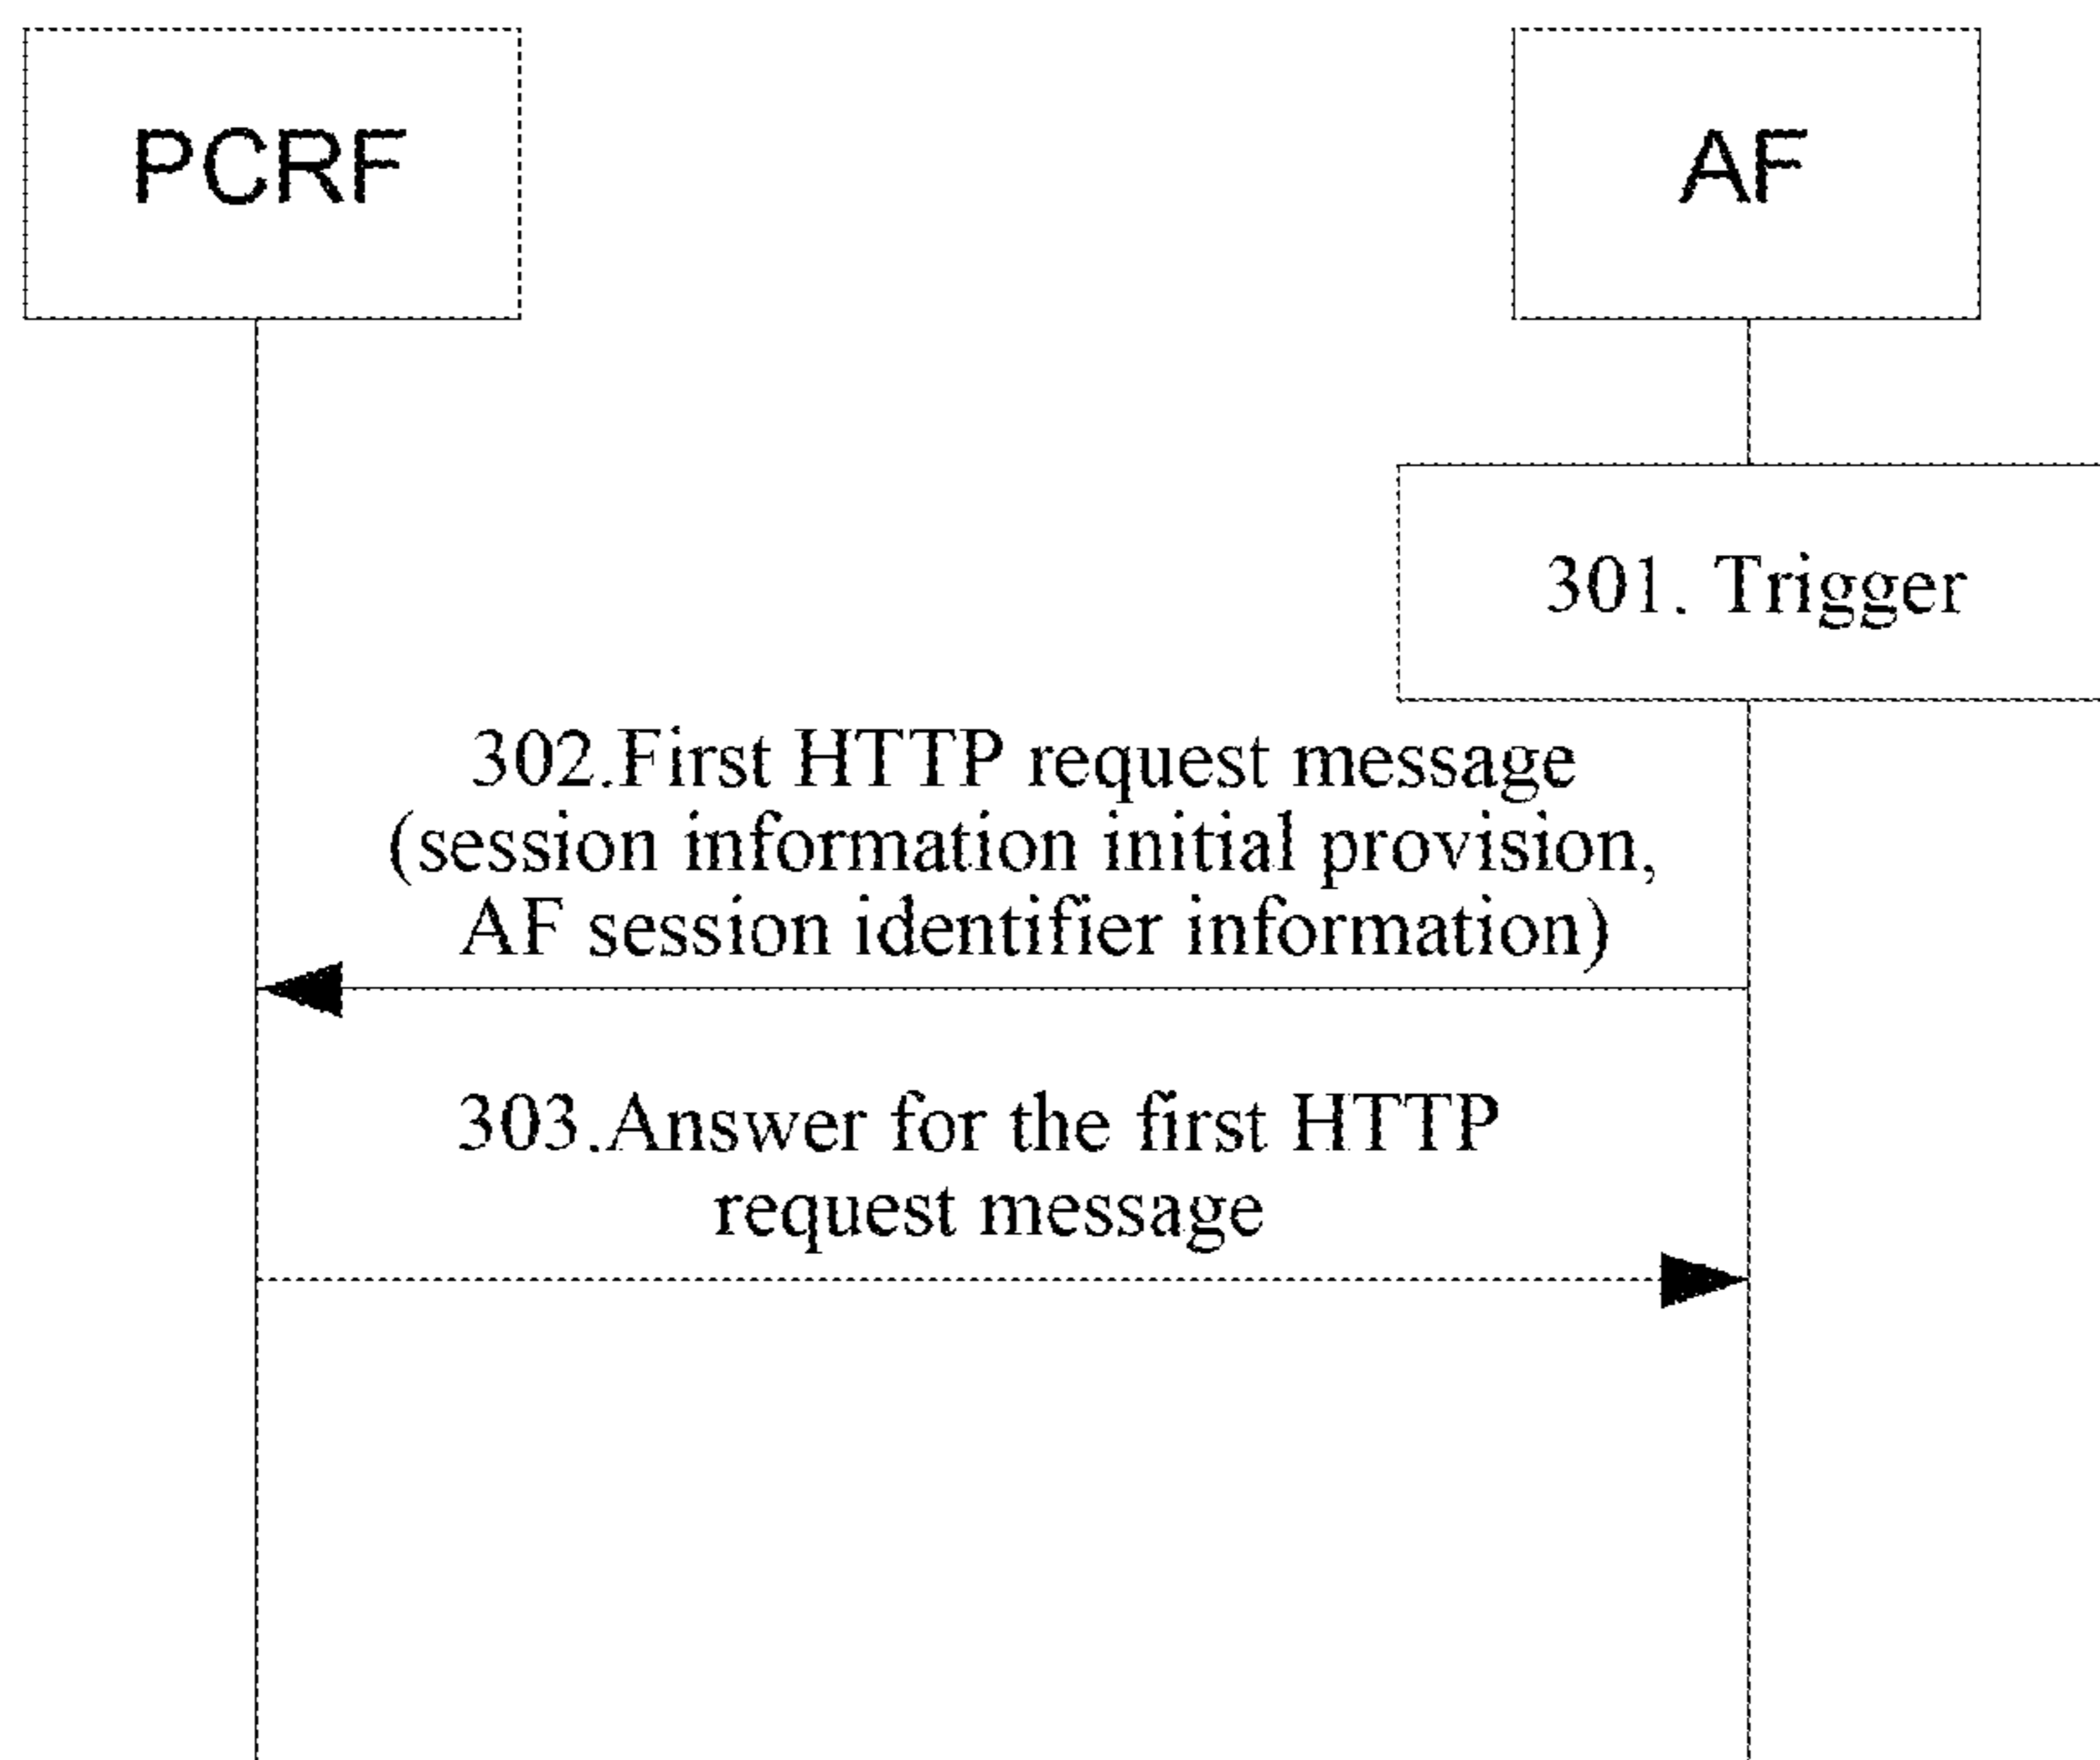 PCRF
AF
301. Trigger
302.First HTTP request message
(session information initial provision,
AF session identifier information)
303.Answer for the first HTTP
request message